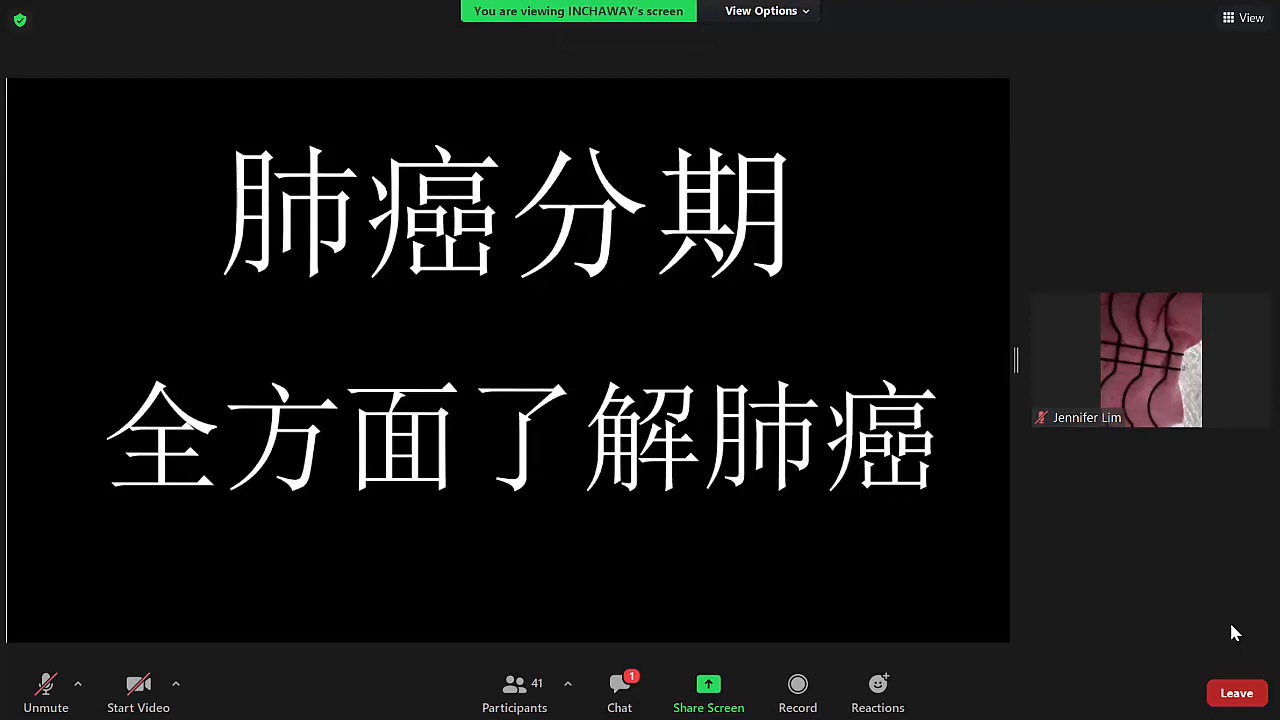 You are viewing INCHAWAY's screen View Options
View
肺癌分期
全方面了解肺癌
Jennifer Lim
41
1
Unmute Start Video Participants Chat Share Screen Record Reactions Leave